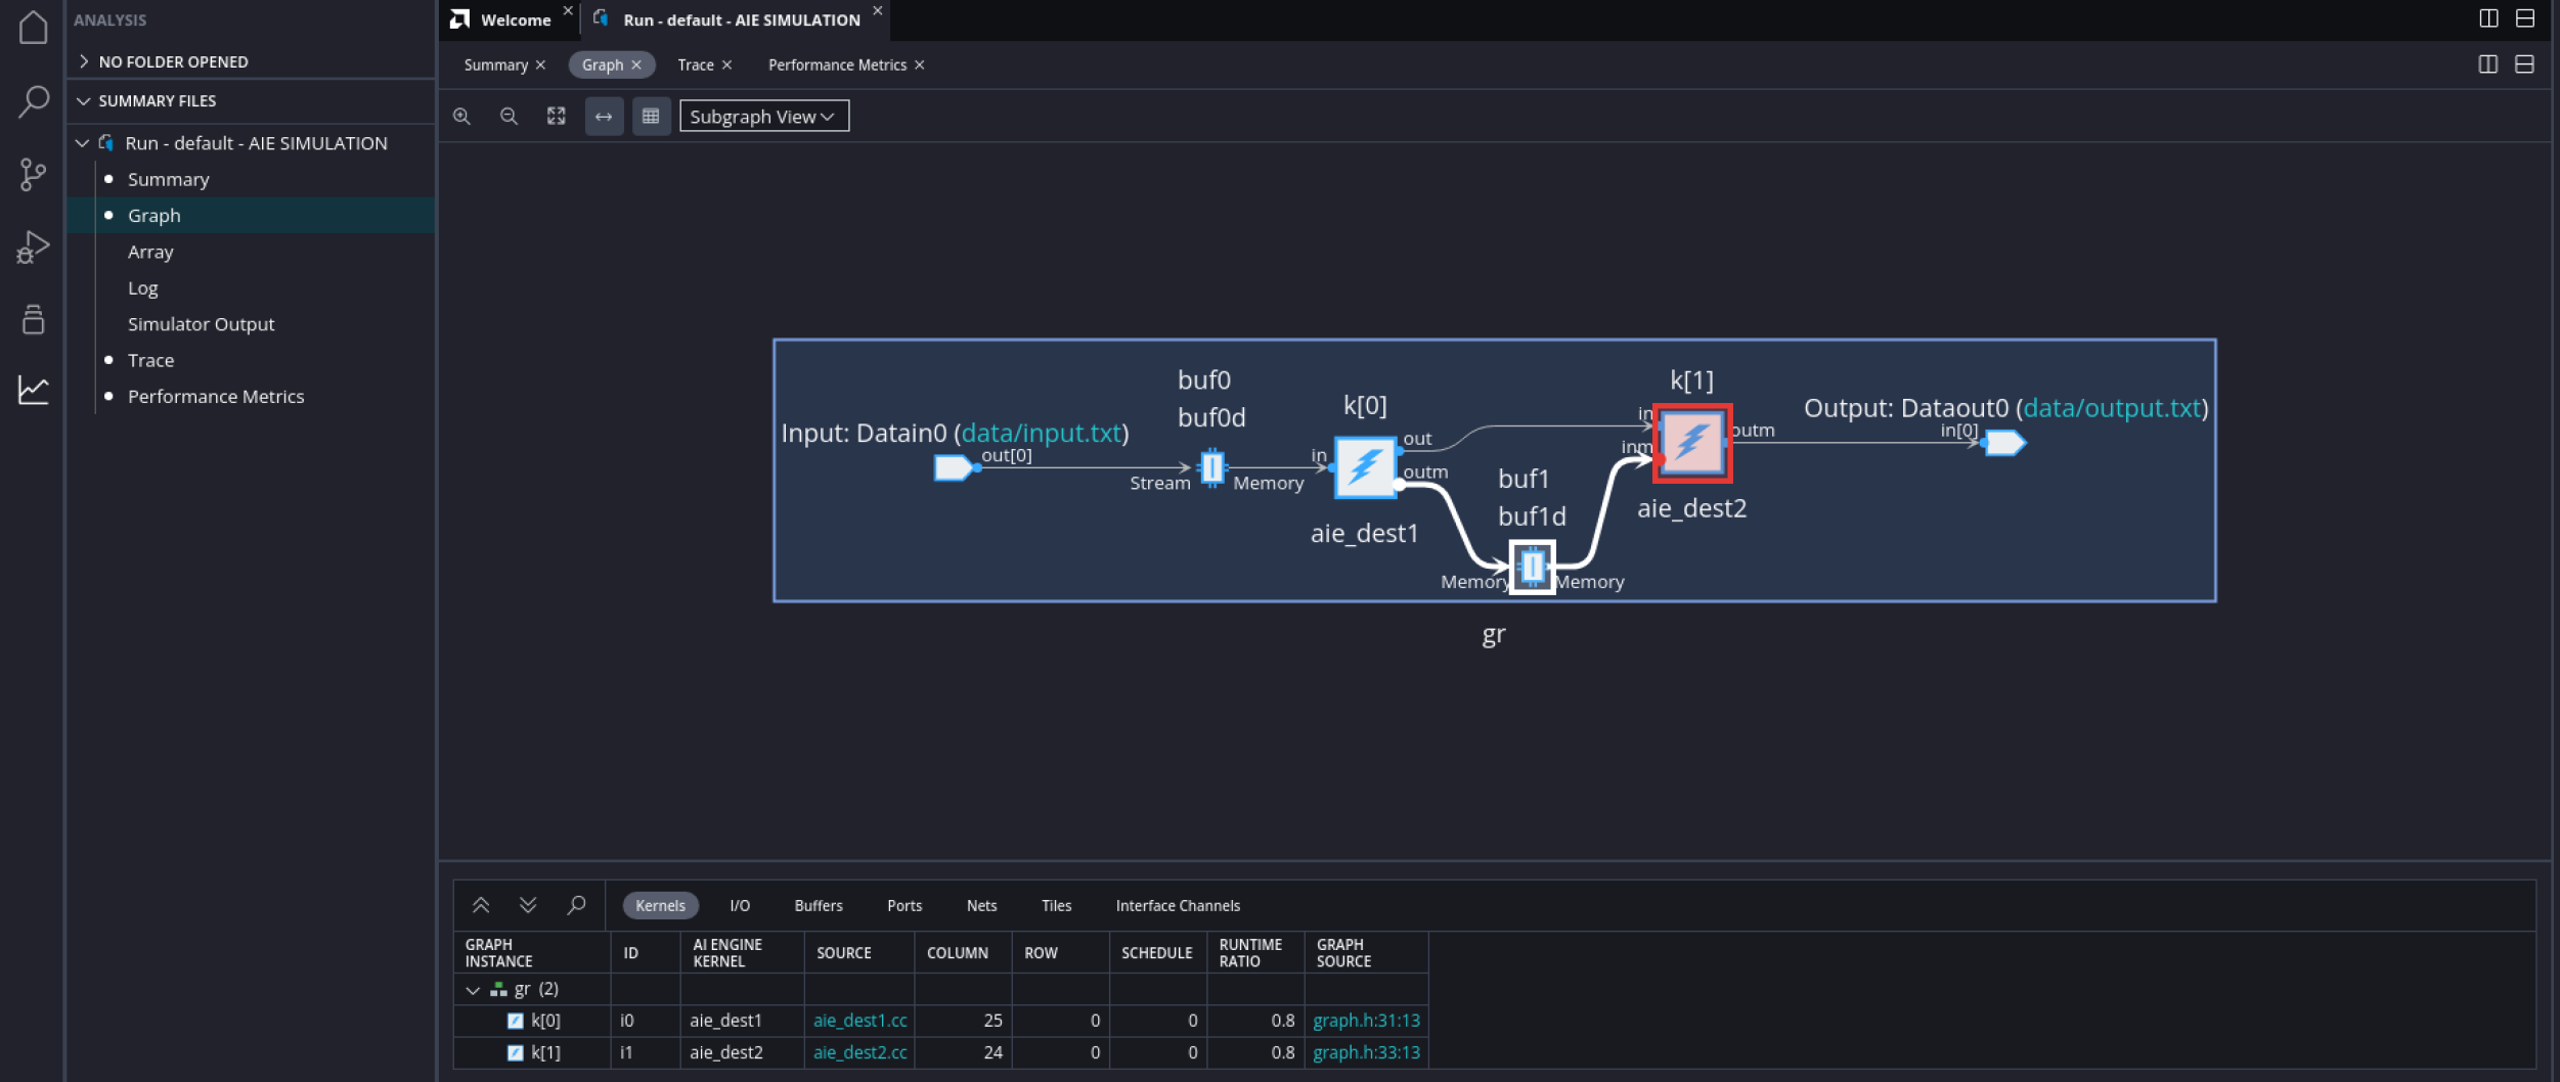 ANALYSIS
NO FOLDER OPENED
SUMMARY FILES
Run - default - AIE SIMULATION
Summary
Graph
Array
Log
Simulator Output
Trace
Performance Metrics
Welcome
Run - default - AIE SIMULATION
Summary
Graph
Trace
Performance Metrics
Subgraph View
Input: Datain0 (data/input.txt)
out[0]
buf0
buf0d
Stream
Memory
k[0]
in
out
outm
aie_dest1
buf1
buf1d
Memory
Memory
k[1]
in
inm
outm
aie_dest2
Output: Dataout0 (data/output.txt)
in[0]
gr
Kernels I/O Buffers Ports Nets Tiles Interface Channels
GRAPH INSTANCE ID AI ENGINE KERNEL SOURCE COLUMN ROW SCHEDULE RUNTIME RATIO GRAPH SOURCE
gr (2)
k[0] i0 aie_dest1 aie_dest1.cc 25 0 0 0.8 graph.h:31:13
k[1] i1 aie_dest2 aie_dest2.cc 24 0 0 0.8 graph.h:33:13